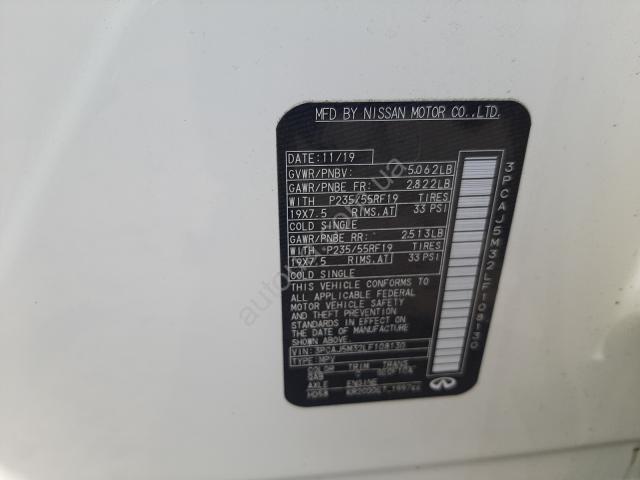 MFD BY NISSAN MOTOR CO.,LTD.
DATE: 11/19
GVWR/PNBV: 5,062LB
GAWR/PNBE FR: 2,822LB
WITH P235/55RF19 TIRES
19X7.5 RIMS,AT 33 PSI
COLD SINGLE
GAWR/PNBE RR: 2,513LB
WITH P235/55RF19 TIRES
19X7.5 RIMS,AT 33 PSI
COLD SINGLE
THIS VEHICLE CONFORMS TO
ALL APPLICABLE FEDERAL
MOTOR VEHICLE SAFETY
AND THEFT PREVENTION
STANDARDS IN EFFECT ON
THE DATE OF MANUFACTURE
SHOWN ABOVE.
VIN: 3PCAJ5M32LF108130
TYPE: MPV
COLOR TRIM TRANS
QAB G
AXLE ENGINE
HD58
3PCAJ5M32LF108130